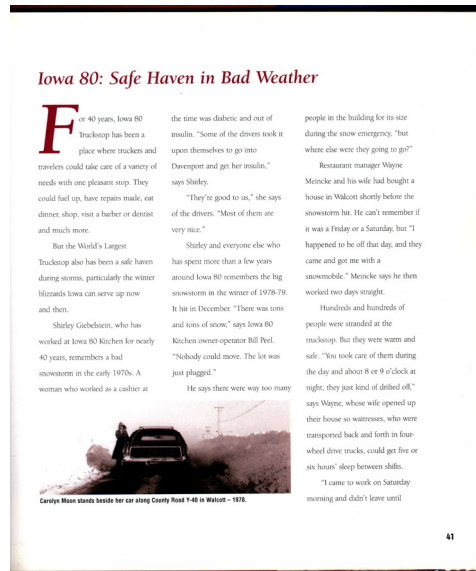 Iowa 80: Safe Haven in Bad Weather
For 40 years, Iowa 80
Truckstop has been a
place where truckers and
travelers could take care of a variety of
needs with one pleasant stop. They
could fuel up, have repairs made, eat
dinner, shop, visit a barber or dentist
and much more.
But the World's Largest
Truckstop also has been a safe haven
during storms, particularly the winter
blizzards Iowa can serve up now
and then.
Shirley Giebelstein, who has
worked at Iowa 80 Kitchen for nearly
40 years, remembers a bad
snowstorm in the early 1970s. A
woman who worked as a cashier at
the time was diabetic and out of
insulin. "Some of the drivers took it
upon themselves to go into
Davenport and get her insulin,"
says Shirley.
"They're good to us," she says
of the drivers. "Most of them are
very nice."
Shirley and everyone else who
has spent more than a few years
around Iowa 80 remembers the big
snowstorm in the winter of 1978-79.
It hit in December. "There was tons
and tons of snow," says Iowa 80
Kitchen owner-operator Bill Peel.
"Nobody could move. The lot was
just plugged."
He says there were way too many
people in the building for its size
during the snow emergency, "but
where else were they going to go?"
Restaurant manager Wayne
Meincke and his wife had bought a
house in Walcott shortly before the
snowstorm hit. He can't remember if
it was a Friday or a Saturday, but "I
happened to be off that day, and they
came and got me with a
snowmobile." Meincke says he then
worked two days straight.
Hundreds and hundreds of
people were stranded at the
truckstop. But they were warm and
safe. "You took care of them during
the day and about 8 or 9 o'clock at
night, they just kind of drifted off,"
says Wayne, whose wife opened up
their house so waitresses, who were
transported back and forth in four-
wheel drive trucks, could get five or
six hours' sleep between shifts.
"I came to work on Saturday
morning and didn't leave until
Carolyn Moon stands beside her car along County Road Y-40 in Walcott – 1978.
41